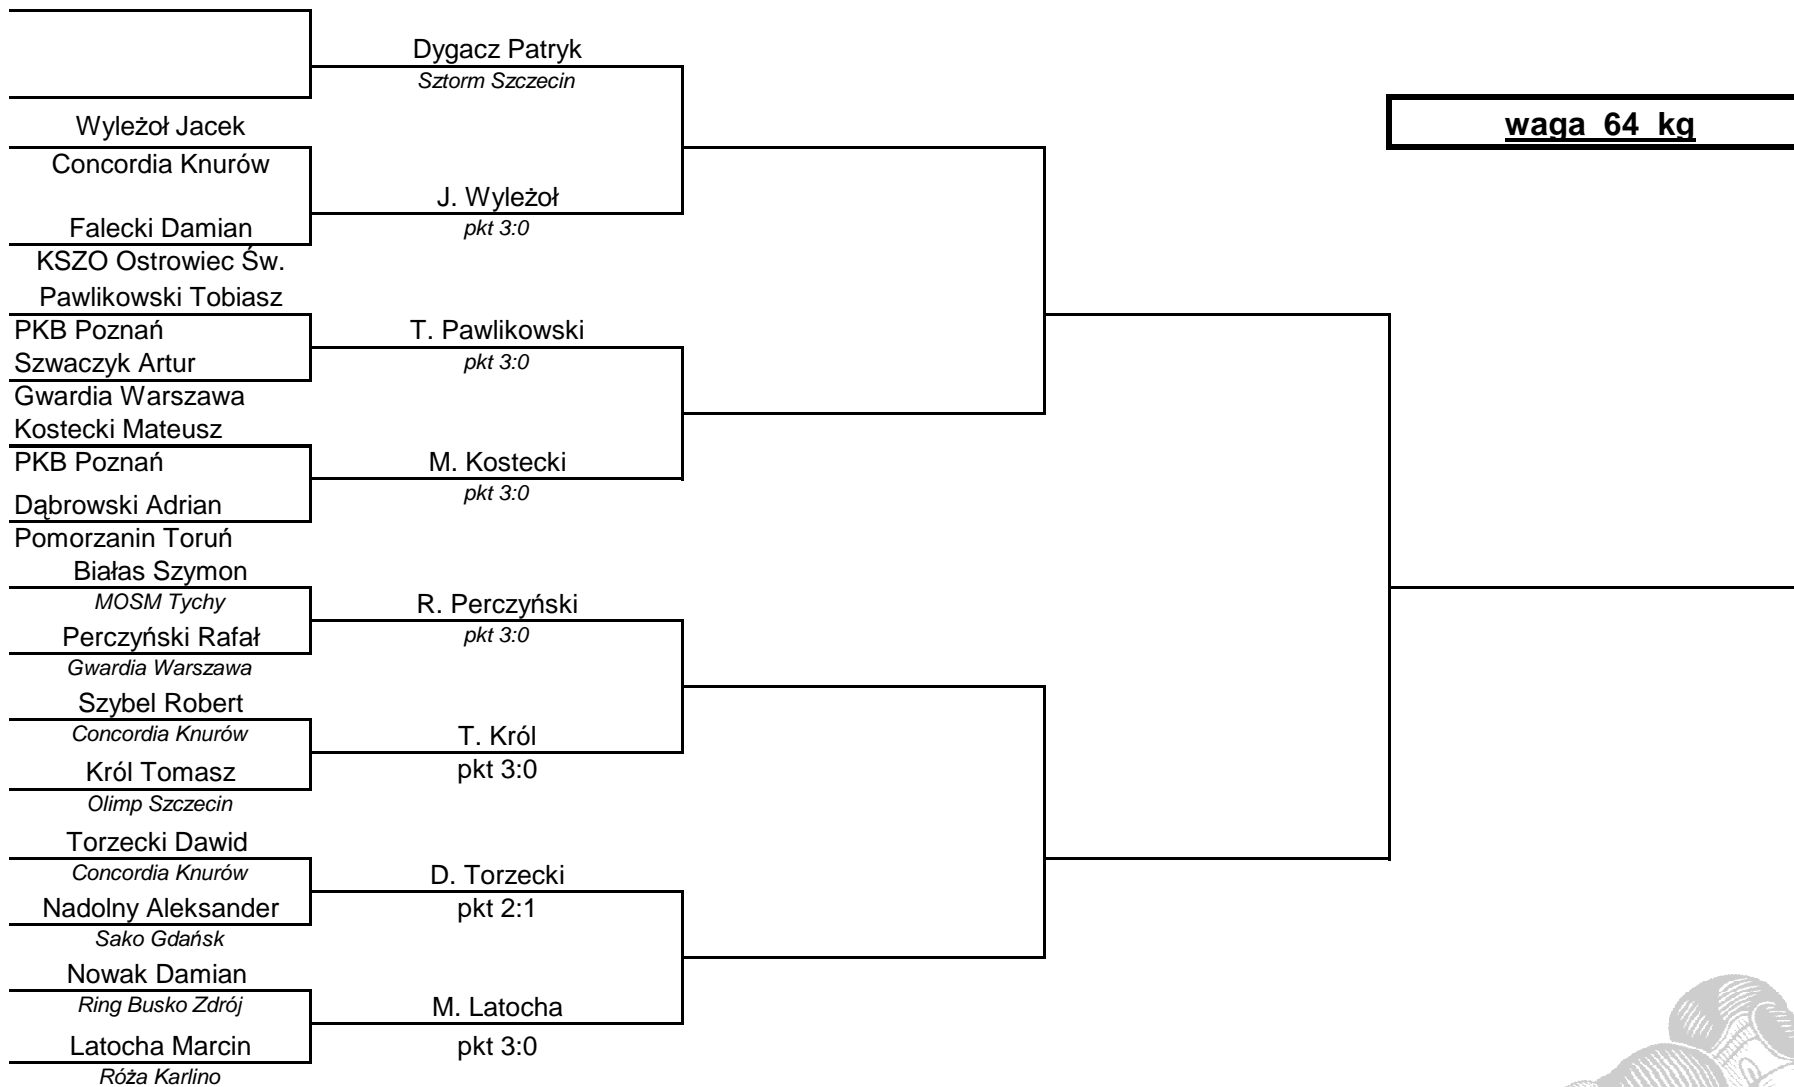 Dygacz Patryk
Sztorm Szczecin
waga 64 kg
Wyleżoł Jacek
Concordia Knurów
J. Wyleżoł
pkt 3:0
Falecki Damian
KSZO Ostrowiec Św.
Pawlikowski Tobiasz
PKB Poznań
T. Pawlikowski
pkt 3:0
Szwaczyk Artur
Gwardia Warszawa
Kostecki Mateusz
PKB Poznań
M. Kostecki
pkt 3:0
Dąbrowski Adrian
Pomorzanin Toruń
Białas Szymon
MOSM Tychy
R. Perczyński
pkt 3:0
Perczyński Rafał
Gwardia Warszawa
Szybel Robert
Concordia Knurów
T. Król
pkt 3:0
Król Tomasz
Olimp Szczecin
Torzecki Dawid
Concordia Knurów
D. Torzecki
pkt 2:1
Nadolny Aleksander
Sako Gdańsk
Nowak Damian
Ring Busko Zdrój
M. Latocha
pkt 3:0
Latocha Marcin
Róża Karlino